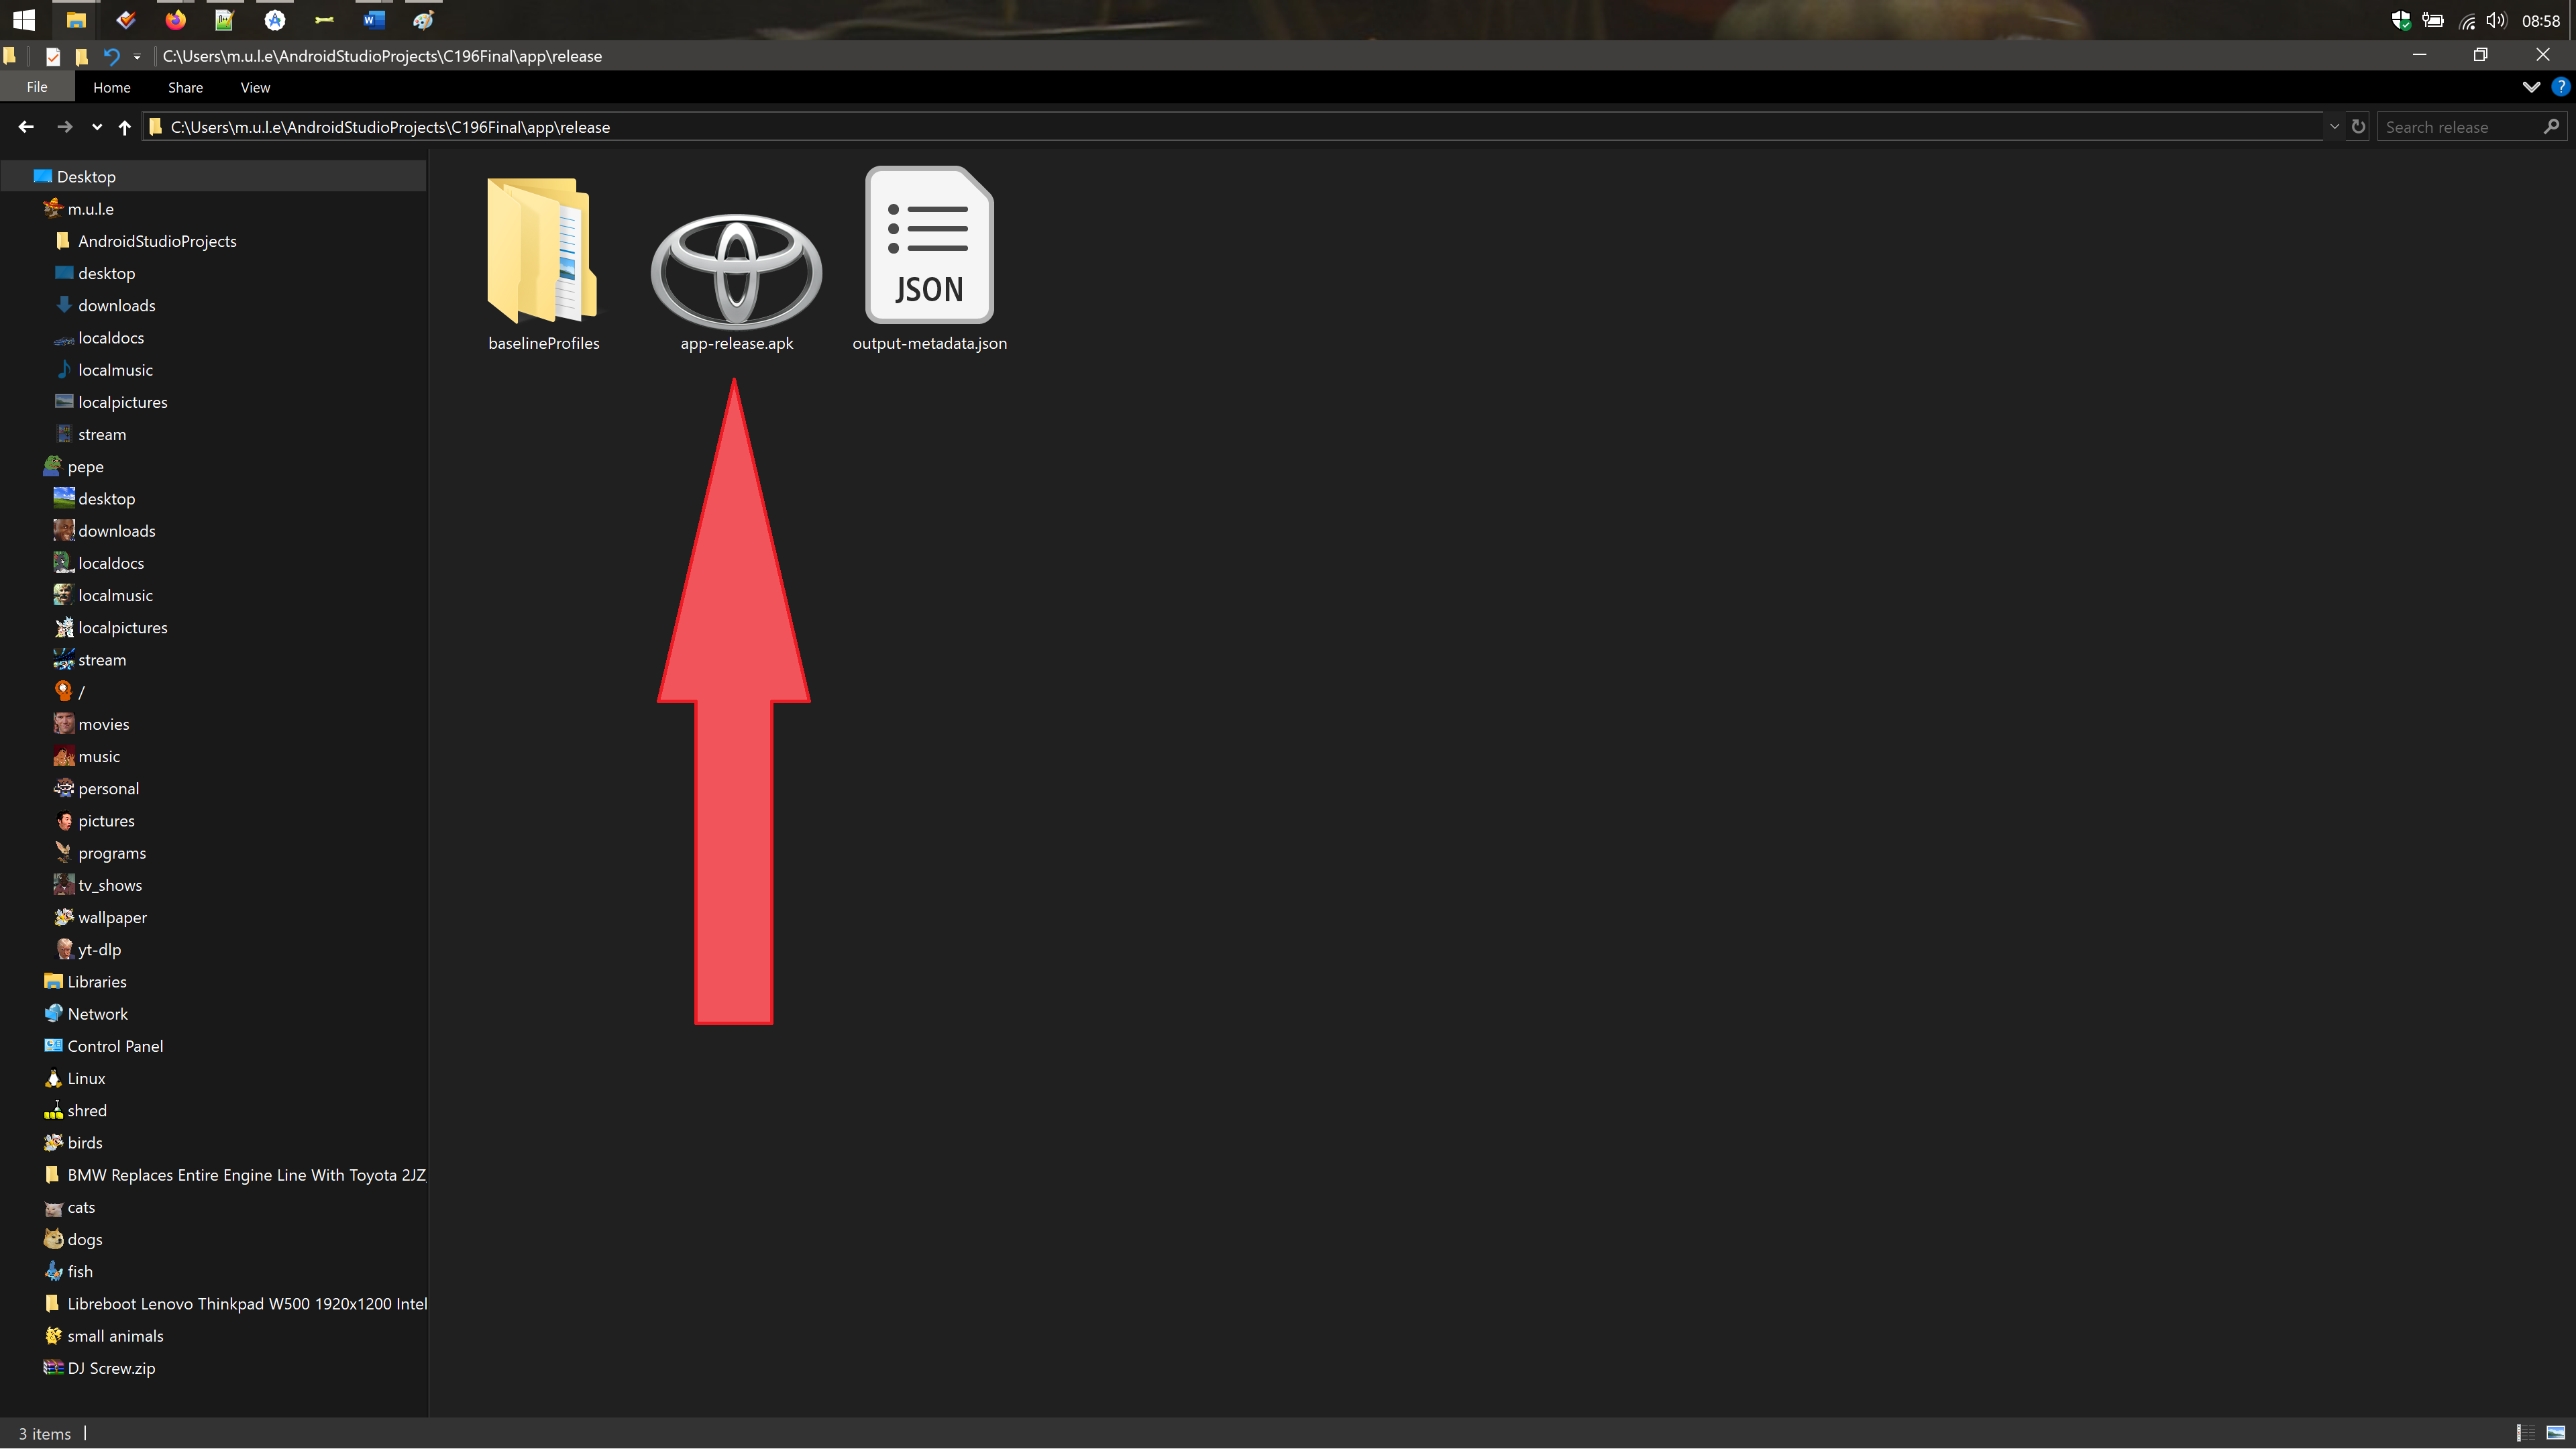 08:58
C:\Users\m.u.l.e\AndroidStudioProjects\C196Final\app\release
File Home Share View
C:\Users\m.u.l.e\AndroidStudioProjects\C196Final\app\release
Search release
Desktop
m.u.l.e
AndroidStudioProjects
desktop
downloads
localdocs
localmusic
localpictures
stream
pepe
desktop
downloads
localdocs
localmusic
localpictures
stream
/
movies
music
personal
pictures
programs
tv_shows
wallpaper
yt-dlp
Libraries
Network
Control Panel
Linux
shred
birds
BMW Replaces Entire Engine Line With Toyota 2JZ
cats
dogs
fish
Libreboot Lenovo Thinkpad W500 1920x1200 Intel
small animals
DJ Screw.zip
JSON
baselineProfiles
app-release.apk
output-metadata.json
3 items